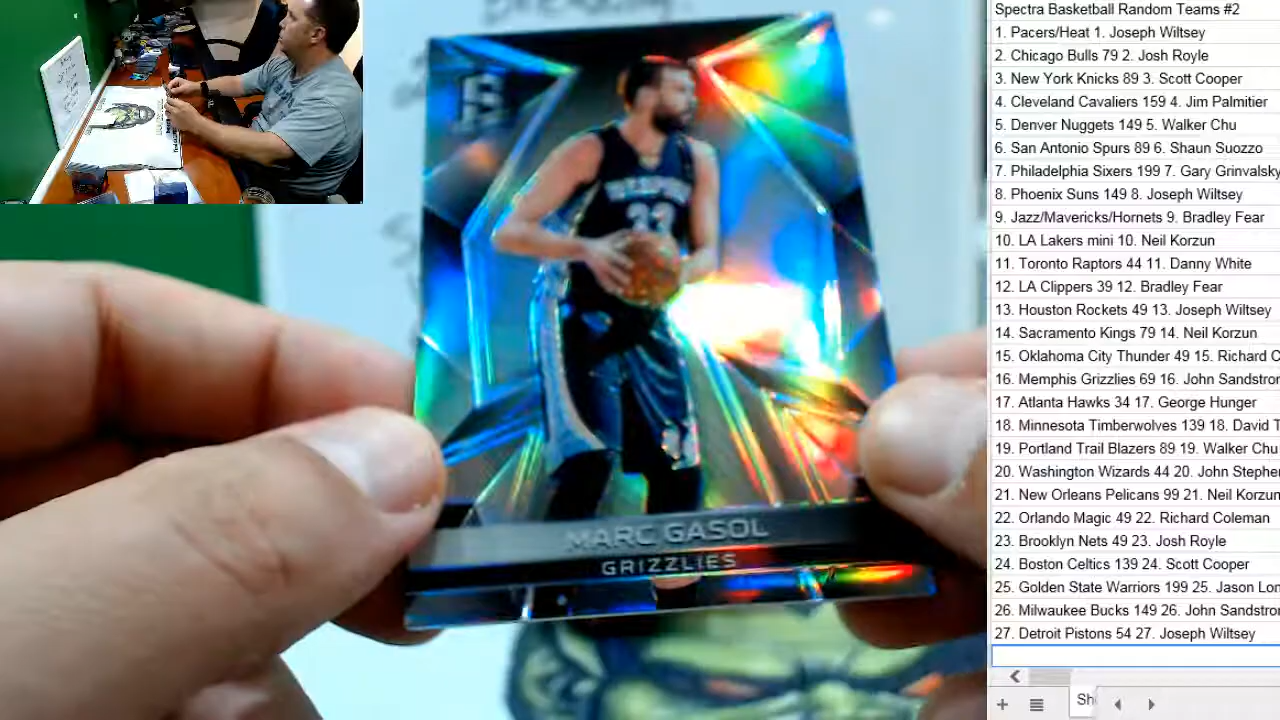 MARC GASOL
GRIZZLIES
33
Spectra Basketball Random Teams #2
1. Pacers/Heat 1. Joseph Wiltsey
2. Chicago Bulls 79 2. Josh Royle
3. New York Knicks 89 3. Scott Cooper
4. Cleveland Cavaliers 159 4. Jim Palmitier
5. Denver Nuggets 149 5. Walker Chu
6. San Antonio Spurs 89 6. Shaun Suozzo
7. Philadelphia Sixers 199 7. Gary Grinvalsky
8. Phoenix Suns 149 8. Joseph Wiltsey
9. Jazz/Mavericks/Hornets 9. Bradley Fear
10. LA Lakers mini 10. Neil Korzun
11. Toronto Raptors 44 11. Danny White
12. LA Clippers 39 12. Bradley Fear
13. Houston Rockets 49 13. Joseph Wiltsey
14. Sacramento Kings 79 14. Neil Korzun
15. Oklahoma City Thunder 49 15. Richard C
16. Memphis Grizzlies 69 16. John Sandstro
17. Atlanta Hawks 34 17. George Hunger
18. Minnesota Timberwolves 139 18. David T
19. Portland Trail Blazers 89 19. Walker Chu
20. Washington Wizards 44 20. John Stephe
21. New Orleans Pelicans 99 21. Neil Korzun
22. Orlando Magic 49 22. Richard Coleman
23. Brooklyn Nets 49 23. Josh Royle
24. Boston Celtics 139 24. Scott Cooper
25. Golden State Warriors 199 25. Jason Lon
26. Milwaukee Bucks 149 26. John Sandstro
27. Detroit Pistons 54 27. Joseph Wiltsey
Sh